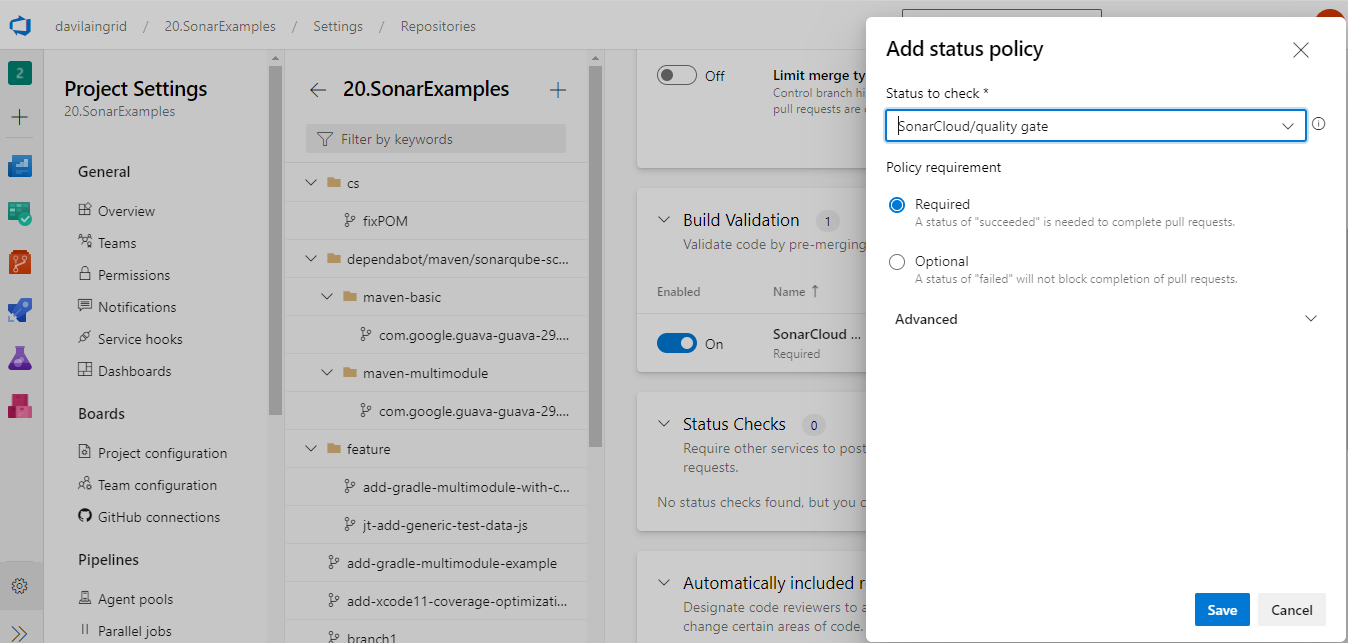 davilaingrid / 20.SonarExamples / Settings / Repositories
2
Project Settings
20.SonarExamples
General
Overview
Teams
Permissions
Notifications
Service hooks
Dashboards
Boards
Project configuration
Team configuration
GitHub connections
Pipelines
Agent pools
Parallel jobs
20.SonarExamples
Filter by keywords
cs
fixPOM
dependabot/maven/sonarqube-sc...
maven-basic
com.google.guava-guava-29....
maven-multimodule
com.google.guava-guava-29....
feature
add-gradle-multimodule-with-c...
jt-add-generic-test-data-js
add-gradle-multimodule-example
add-xcode11-coverage-optimizati...
branch1
Off
Limit merge ty
Control branch hi
pull requests are
Build Validation 1
Validate code by pre-merging
Enabled Name ↑
On
SonarCloud ...
Required
Status Checks 0
Require other services to post
requests.
No status checks found, but you c
Automatically included r
Designate code reviewers to a
change certain areas of code.
Add status policy
Status to check *
SonarCloud/quality gate
Policy requirement
Required
A status of "succeeded" is needed to complete pull requests.
Optional
A status of "failed" will not block completion of pull requests.
Advanced
Save Cancel